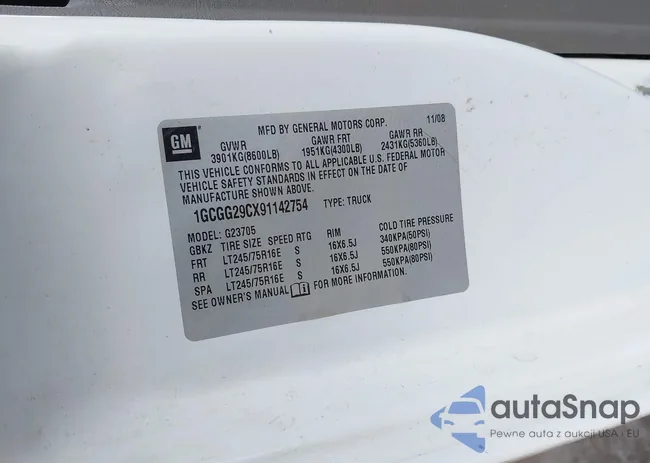 GM
MFD BY GENERAL MOTORS CORP. 11/08
GVWR GAWR FRT GAWR RR
3901KG(8600LB) 1951KG(4300LB) 2431KG(5360LB)
THIS VEHICLE CONFORMS TO ALL APPLICABLE U.S. FEDERAL MOTOR
VEHICLE SAFETY STANDARDS IN EFFECT ON THE DATE OF
MANUFACTURE SHOWN ABOVE.
1GCGG29CX91142754 TYPE: TRUCK
MODEL: G23705
GBKZ TIRE SIZE SPEED RTG RIM COLD TIRE PRESSURE
FRT LT245/75R16E S 16X6.5J 340KPA(50PSI)
RR LT245/75R16E S 16X6.5J 550KPA(80PSI)
SPA LT245/75R16E S 16X6.5J 550KPA(80PSI)
SEE OWNER'S MANUAL FOR MORE INFORMATION.
autaSnap
Pewne auta z aukcji USA i EU